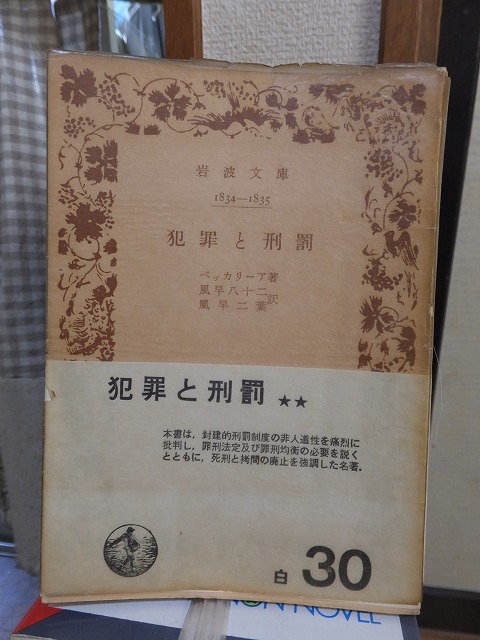 岩波文庫
1834—1835
犯罪と刑罰
ベッカリーア著
風早八十二
風早二葉訳
犯罪と刑罰 ★★
本書は，封建的刑罰制度の非人道性を痛烈に
批判し，罪刑法定及び罪刑均衡の必要を説く
とともに，死刑と拷問の廃止を強調した名著．
白 30
NON NOVEL